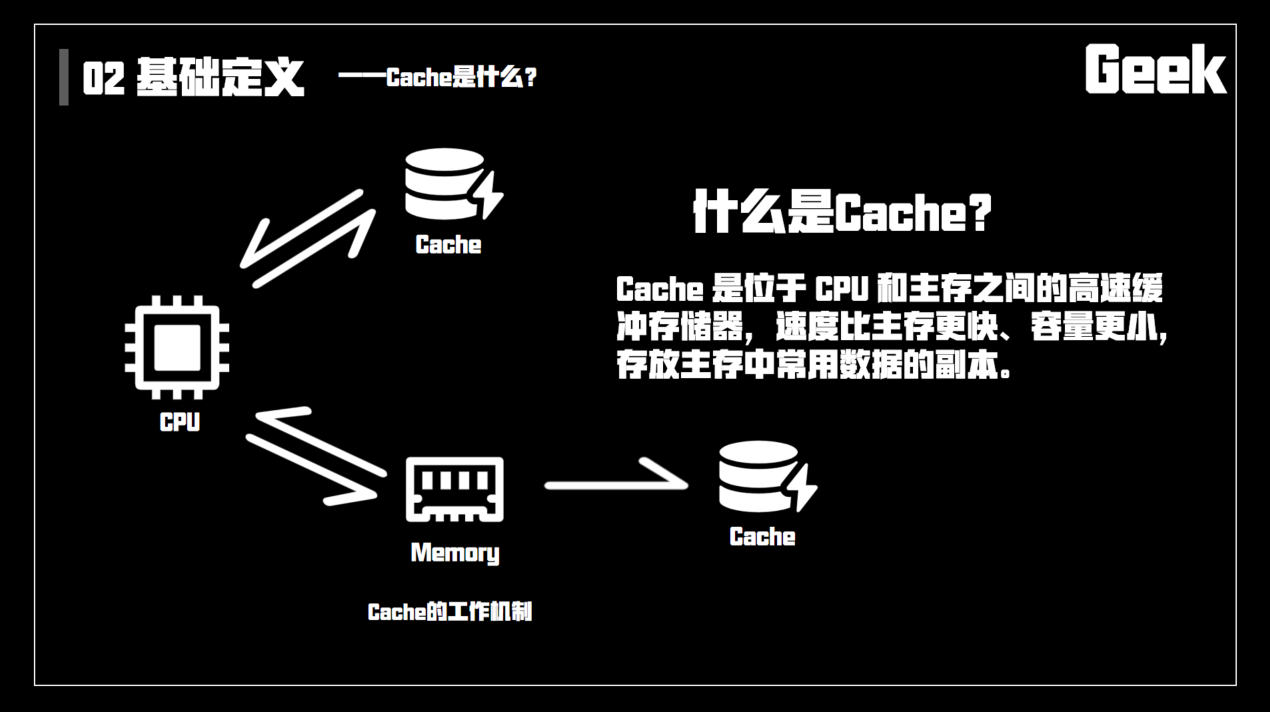 02 基础定义
——Cache是什么?
Geek
Cache
什么是Cache?
Cache 是位于 CPU 和主存之间的高速缓
冲存储器，速度比主存更快、容量更小，
存放主存中常用数据的副本。
CPU
Memory
Cache
Cache的工作机制